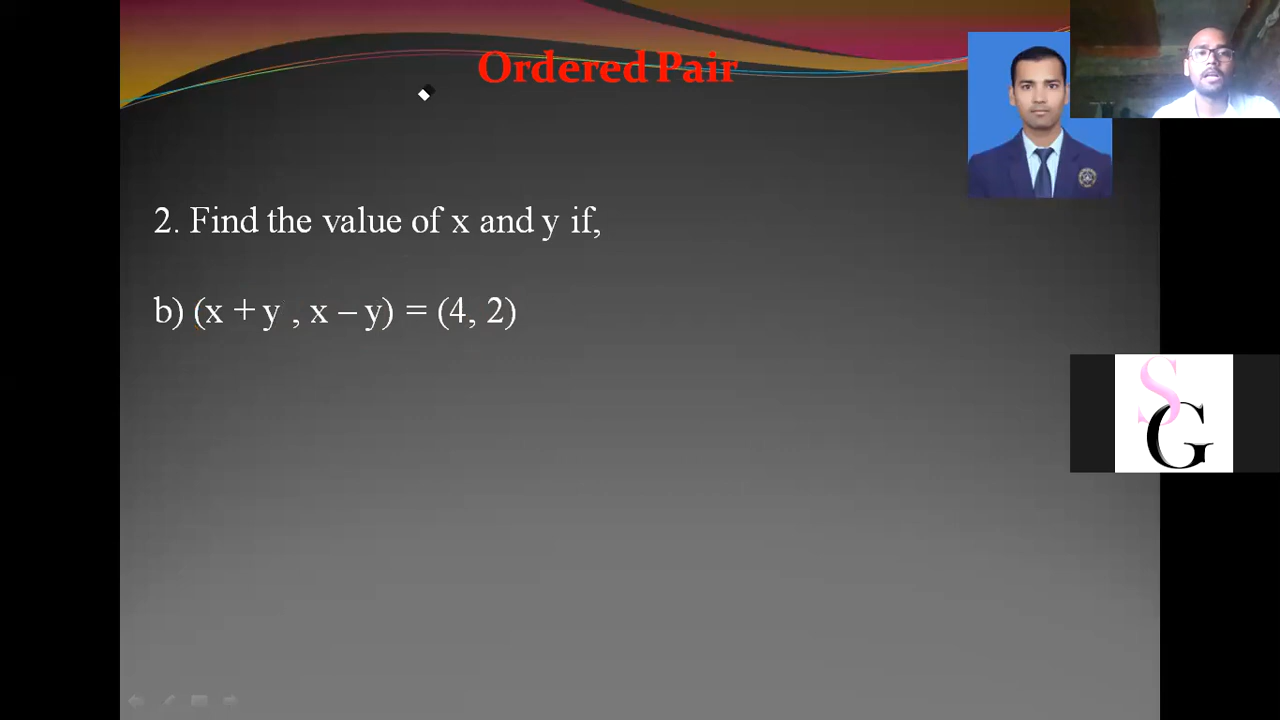 Ordered Pair
2. Find the value of x and y if,
b) (x + y , x – y) = (4, 2)
SG